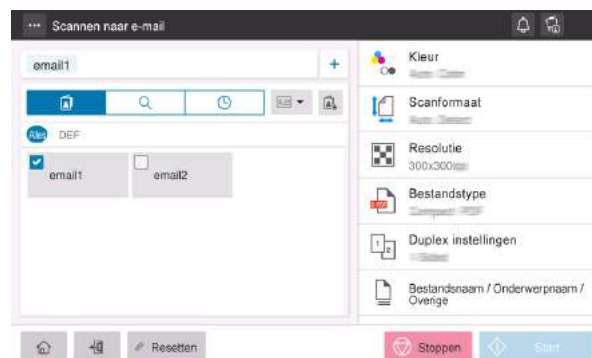 Scannen naar e-mail
email1
+
Alles DEF
email1
email2
Kleur
Scanformaat
Resolutie
300x300
Bestandstype
Duplex instellingen
Bestandsnaam / Onderwerpnaam /
Overige
Resetten
Stoppen
Start